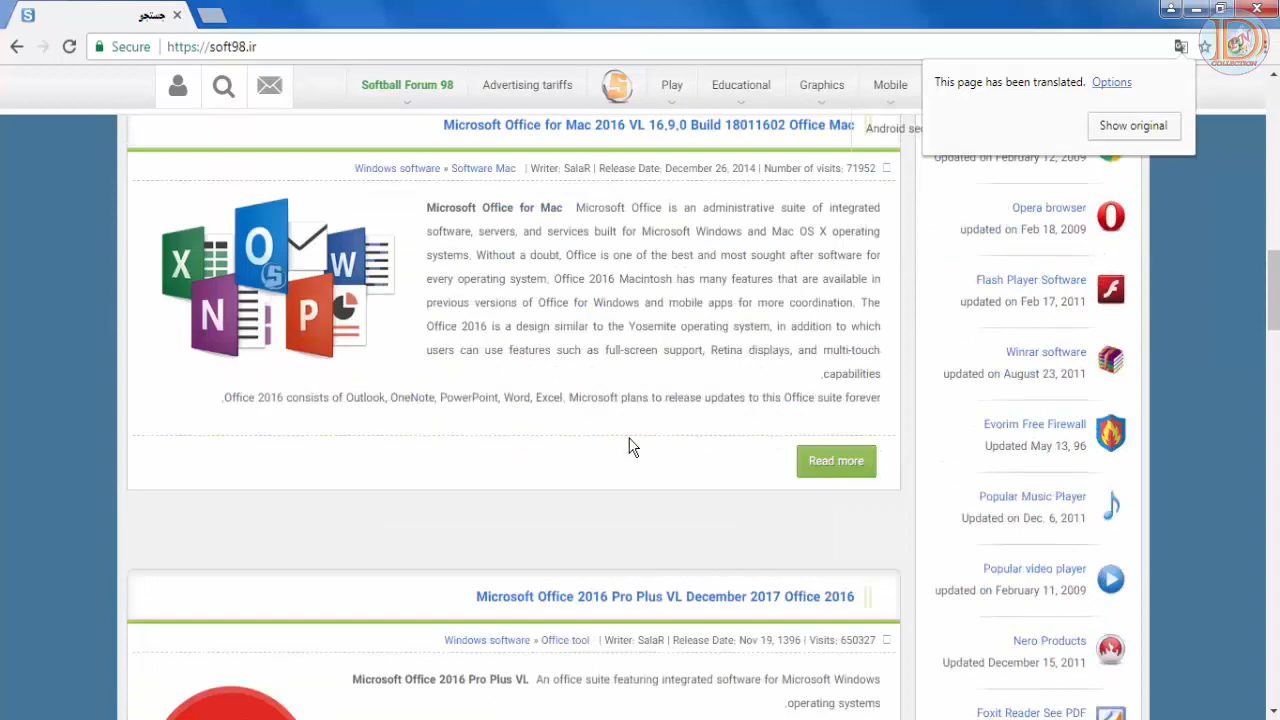 جستجو
Secure https://soft98.ir
Softball Forum 98 Advertising tariffs Play Educational Graphics Mobile
This page has been translated. Options
Show original
COLLECTION
Microsoft Office for Mac 2016 VL 16,9,0 Build 18011602 Office Mac
Windows software » Software Mac | Writer: SalaR | Release Date: December 26, 2014 | Number of visits: 71952
Microsoft Office for Mac Microsoft Office is an administrative suite of integrated
software, servers, and services built for Microsoft Windows and Mac OS X operating
systems. Without a doubt, Office is one of the best and most sought after software for
every operating system. Office 2016 Macintosh has many features that are available in
previous versions of Office for Windows and mobile apps for more coordination. The
Office 2016 is a design similar to the Yosemite operating system, in addition to which
users can use features such as full-screen support, Retina displays, and multi-touch
.capabilities
.Office 2016 consists of Outlook, OneNote, PowerPoint, Word, Excel. Microsoft plans to release updates to this Office suite forever
Read more
Microsoft Office 2016 Pro Plus VL December 2017 Office 2016
Windows software » Office tool | Writer: SalaR | Release Date: Nov 19, 1396 | Visits: 650327
Microsoft Office 2016 Pro Plus VL An office suite featuring integrated software for Microsoft Windows
.operating systems
Android
Updated on February 12, 2009
Opera browser
updated on Feb 18, 2009
Flash Player Software
updated on Feb 17, 2011
Winrar software
updated on August 23, 2011
Evorim Free Firewall
Updated May 13, 96
Popular Music Player
Updated on Dec. 6, 2011
Popular video player
updated on February 11, 2009
Nero Products
Updated December 15, 2011
Foxit Reader See PDF